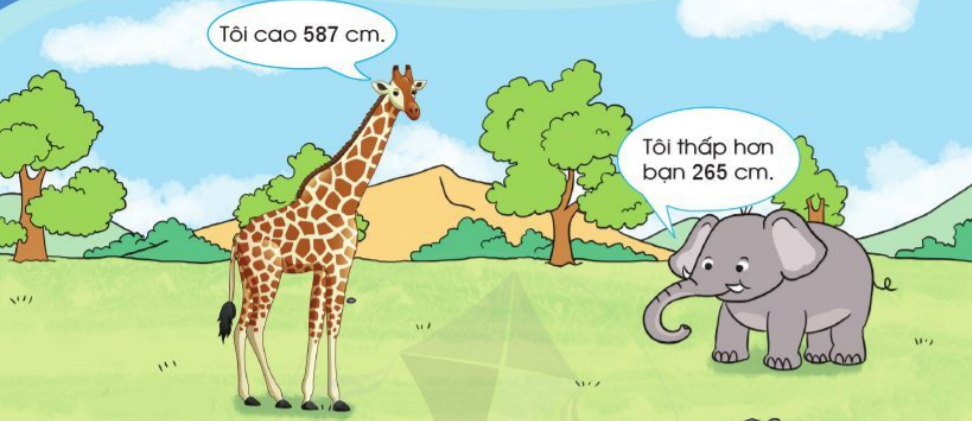 Tôi cao 587 cm.
Tôi thấp hơn
bạn 265 cm.